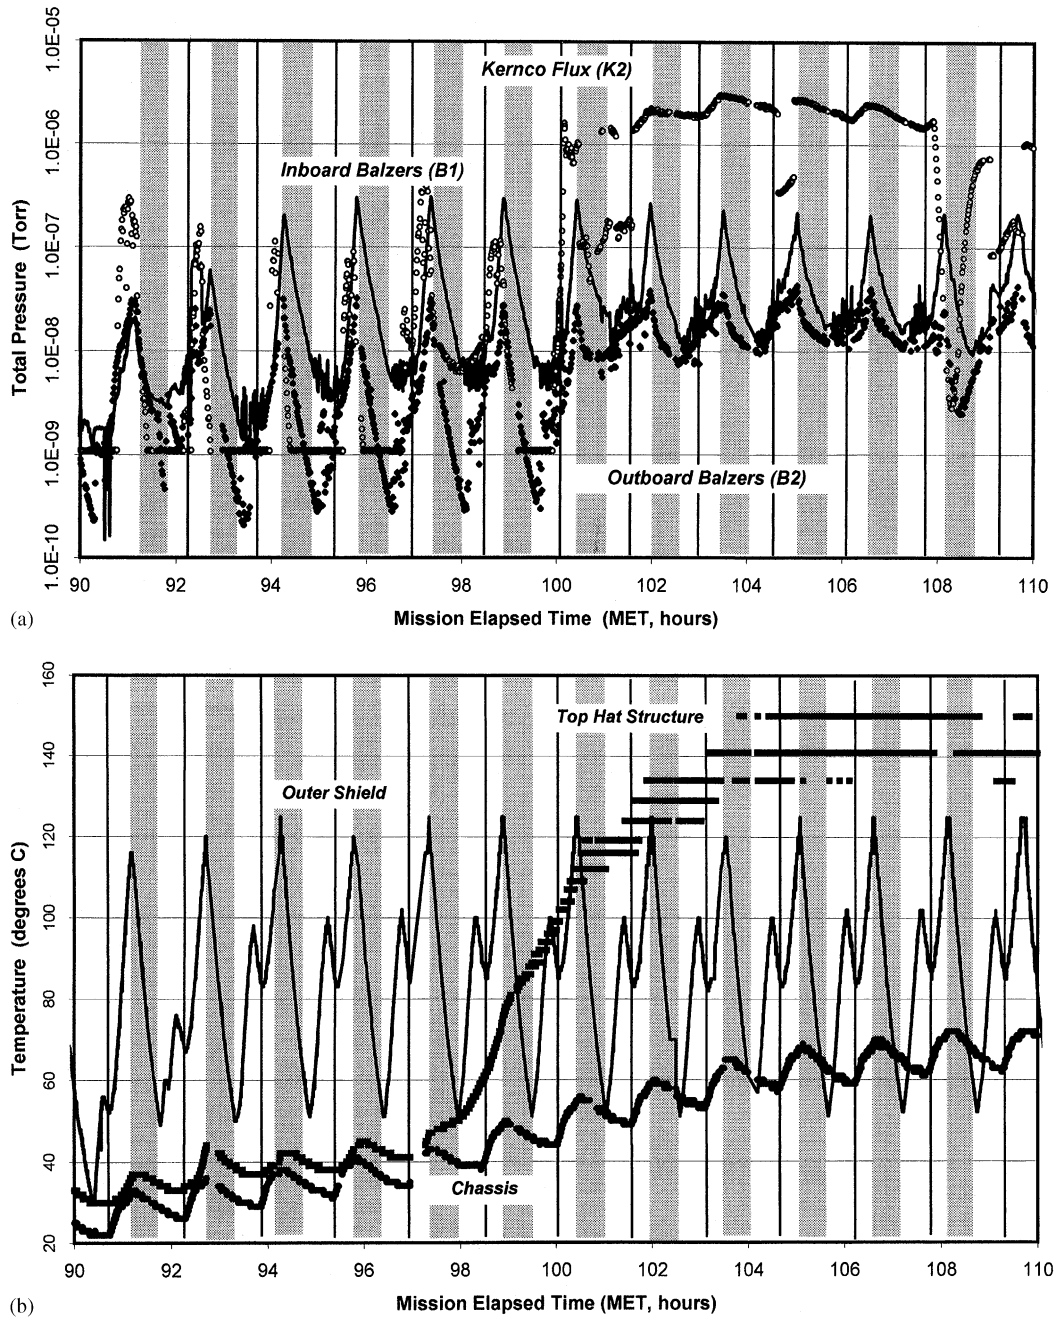 1.0E-05
1.0E-06
1.0E-07
1.0E-08
1.0E-09
1.0E-10
Total Pressure (Torr)
Kernco Flux (K2)
Inboard Balzers (B1)
Outboard Balzers (B2)
90 92 94 96 98 100 102 104 106 108 110
(a)
Mission Elapsed Time (MET, hours)
160
140
120
100
80
60
40
20
Temperature (degrees C)
Top Hat Structure
Outer Shield
Chassis
90 92 94 96 98 100 102 104 106 108 110
(b)
Mission Elapsed Time (MET, hours)